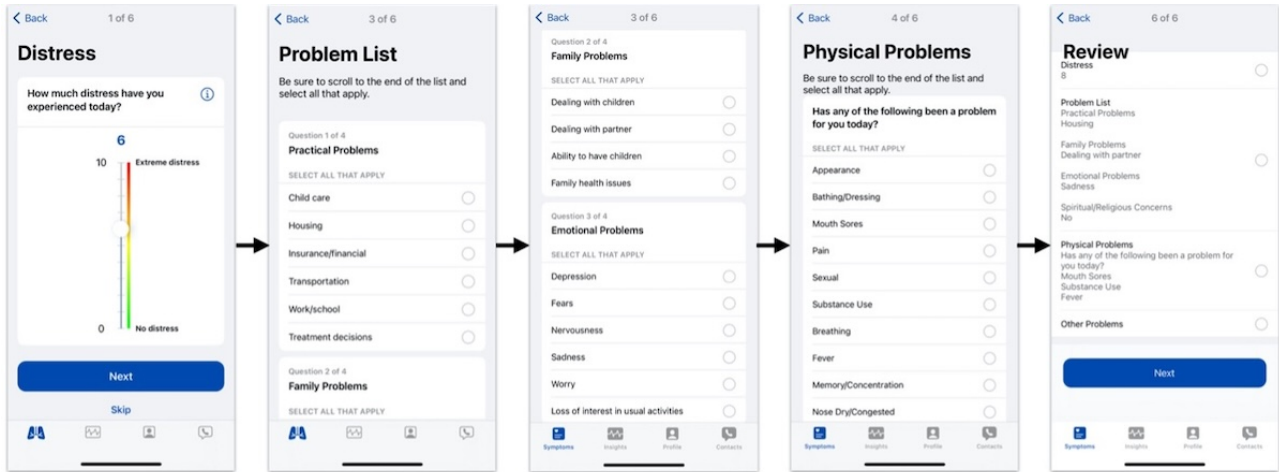 Back
1 of 6
Distress
How much distress have you
experienced today?
6
10
Extreme distress
0
No distress
Next
Skip
Back
3 of 6
Problem List
Be sure to scroll to the end of the list and
select all that apply.
Question 1 of 4
Practical Problems
SELECT ALL THAT APPLY
Child care
Housing
Insurance/financial
Transportation
Work/school
Treatment decisions
Question 2 of 4
Family Problems
SELECT ALL THAT APPLY
Back
3 of 6
Question 2 of 4
Family Problems
SELECT ALL THAT APPLY
Dealing with children
Dealing with partner
Ability to have children
Family health issues
Question 3 of 4
Emotional Problems
SELECT ALL THAT APPLY
Depression
Fears
Nervousness
Sadness
Worry
Loss of interest in usual activities
Symptoms
Insights
Profile
Contacts
Back
4 of 6
Physical Problems
Be sure to scroll to the end of the list and
select all that apply.
Has any of the following been a problem
for you today?
SELECT ALL THAT APPLY
Appearance
Bathing/Dressing
Mouth Sores
Pain
Sexual
Substance Use
Breathing
Fever
Memory/Concentration
Nose Dry/Congested
Symptoms
Insights
Profile
Contacts
Back
6 of 6
Review
Distress
8
Problem List
Practical Problems
Housing
Family Problems
Dealing with partner
Emotional Problems
Sadness
Spiritual/Religious Concerns
No
Physical Problems
Has any of the following been a problem for
you today?
Mouth Sores
Substance Use
Fever
Other Problems
Next
Symptoms
Insights
Profile
Contacts